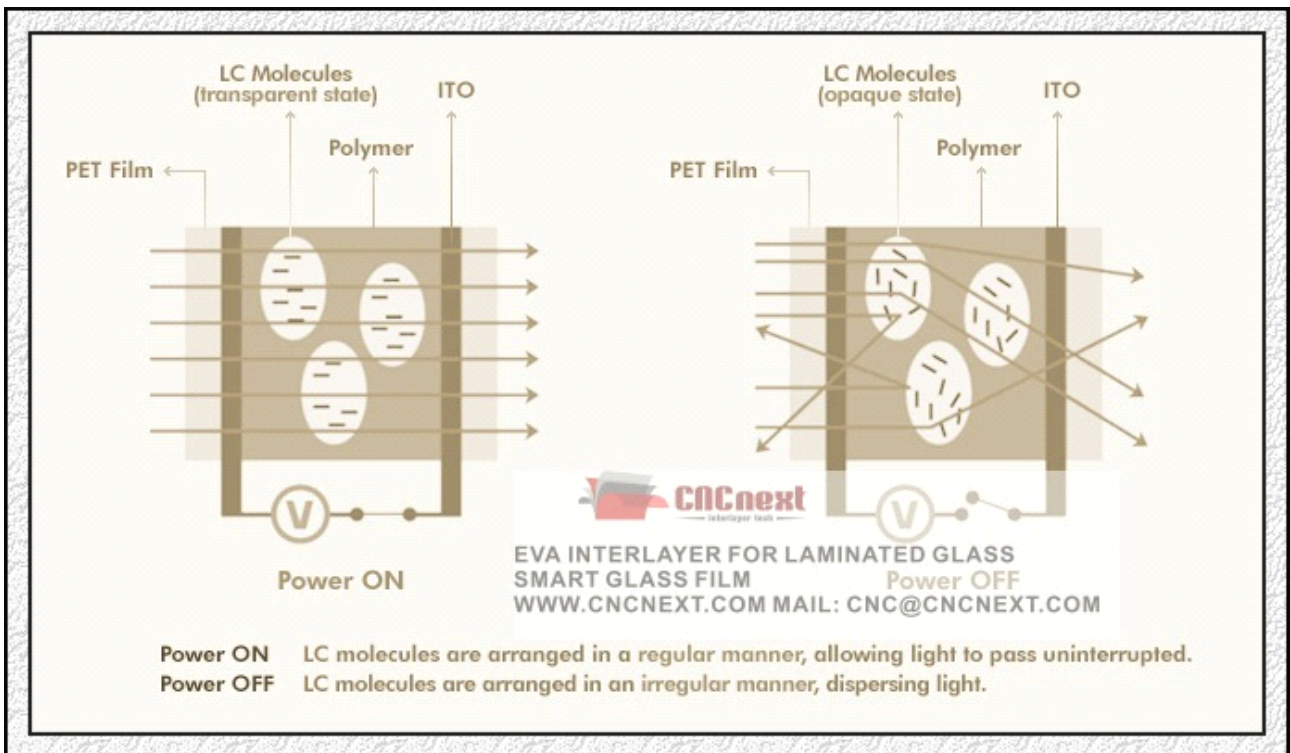 LC Molecules
(transparent state)
ITO
Polymer
PET Film
V
Power ON
LC Molecules
(opaque state)
ITO
Polymer
PET Film
V
Power OFF
CNCnext
interlayer tech
EVA INTERLAYER FOR LAMINATED GLASS
SMART GLASS FILM
WWW.CNCNEXT.COM MAIL: CNC@CNCNEXT.COM
Power ON LC molecules are arranged in a regular manner, allowing light to pass uninterrupted.
Power OFF LC molecules are arranged in an irregular manner, dispersing light.